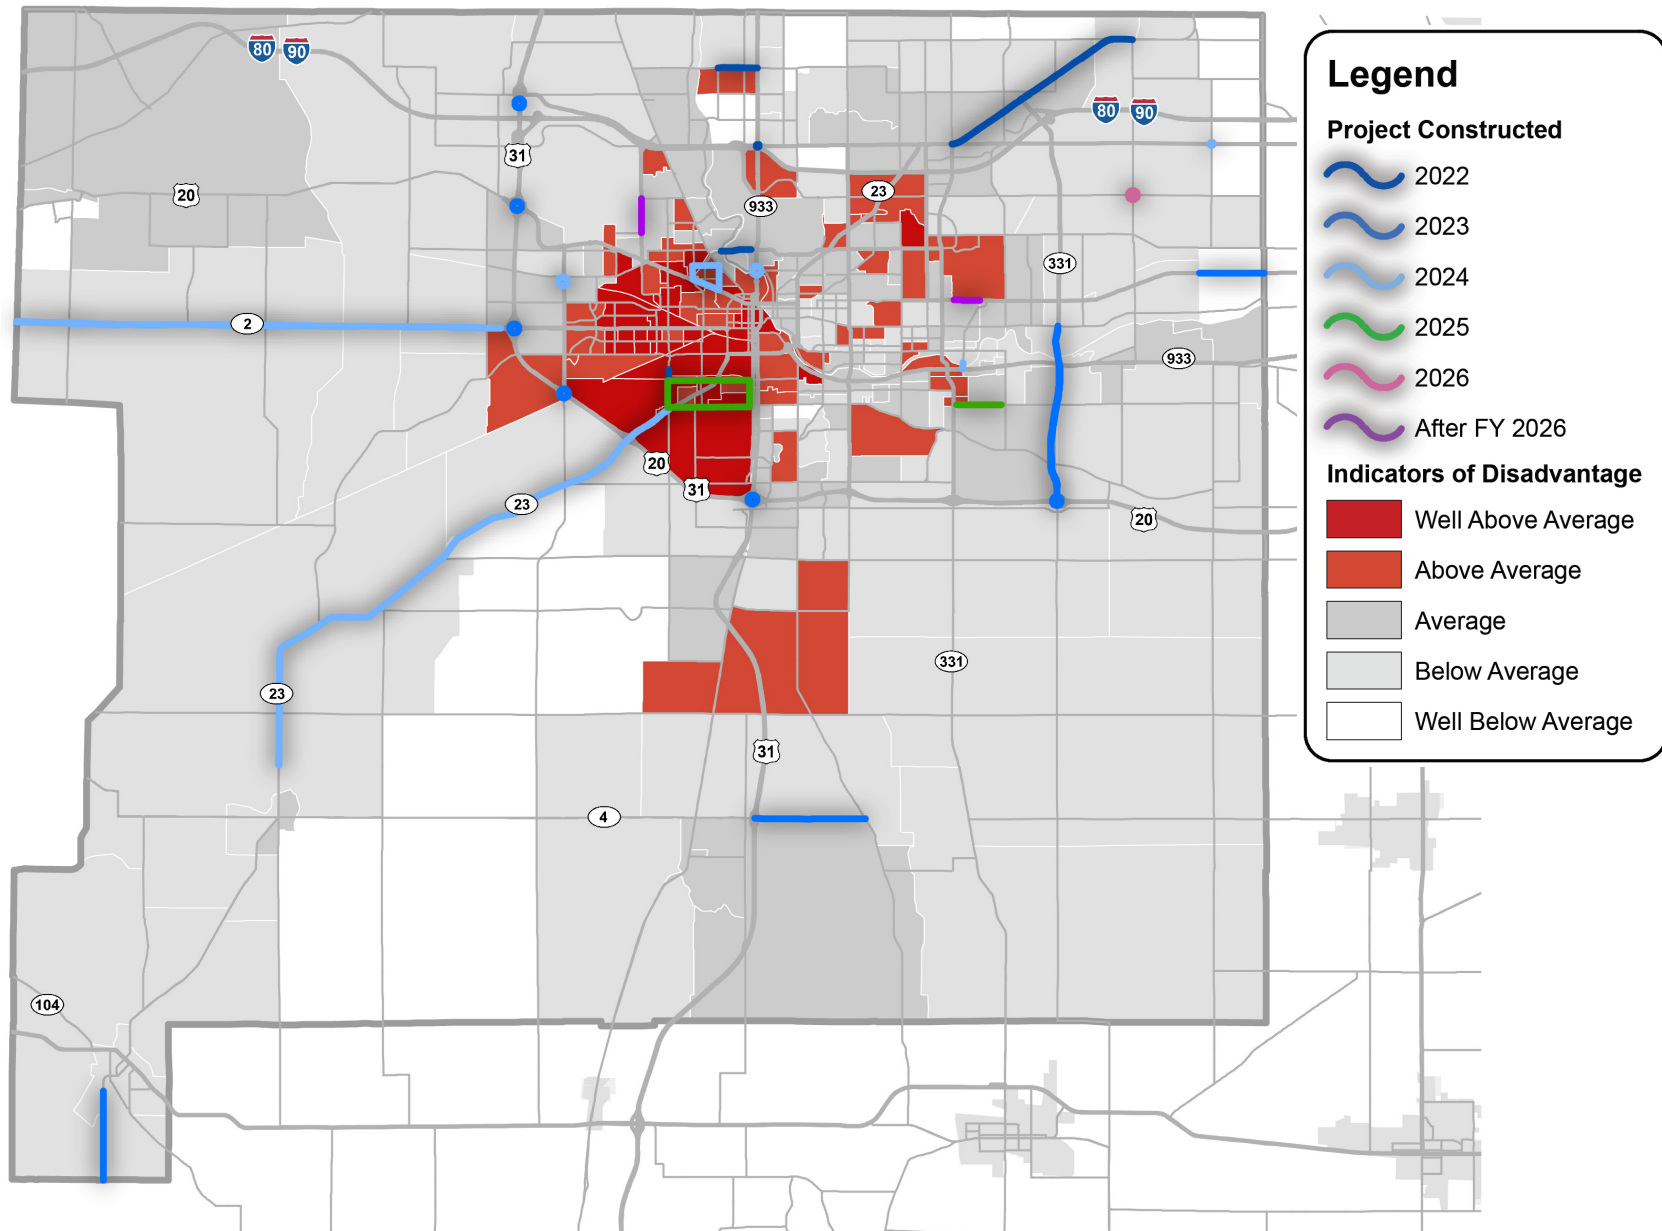 Legend
Project Constructed
2022
2023
2024
2025
2026
After FY 2026
Indicators of Disadvantage
Well Above Average
Above Average
Average
Below Average
Well Below Average
80 90
80 90
31
20
933
23
331
2
933
20
31
23
20
331
23
31
4
104